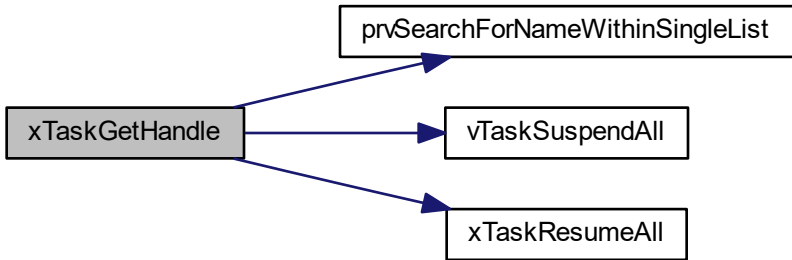 prvSearchForNameWithinSingleList
xTaskGetHandle
vTaskSuspendAll
xTaskResumeAll